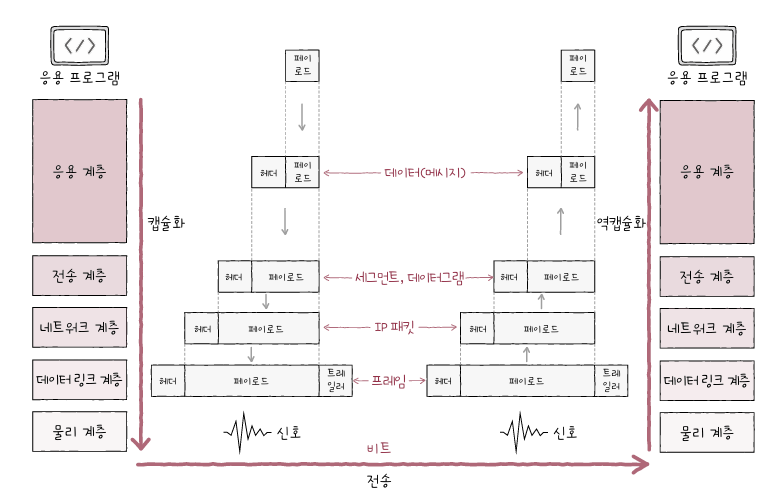 </>
응용 프로그램
응용 계층
전송 계층
네트워크 계층
데이터 링크 계층
물리 계층
캡슐화
페이
로드
헤더
페이
로드
데이터(메시지)
헤더
페이로드
세그먼트, 데이터그램
헤더
페이로드
IP 패킷
헤더
페이로드
트레
일러
프레임
신호
비트
전송
페이
로드
헤더
페이
로드
헤더
페이로드
헤더
페이로드
헤더
페이로드
트레
일러
신호
역캡슐화
</>
응용 프로그램
응용 계층
전송 계층
네트워크 계층
데이터 링크 계층
물리 계층